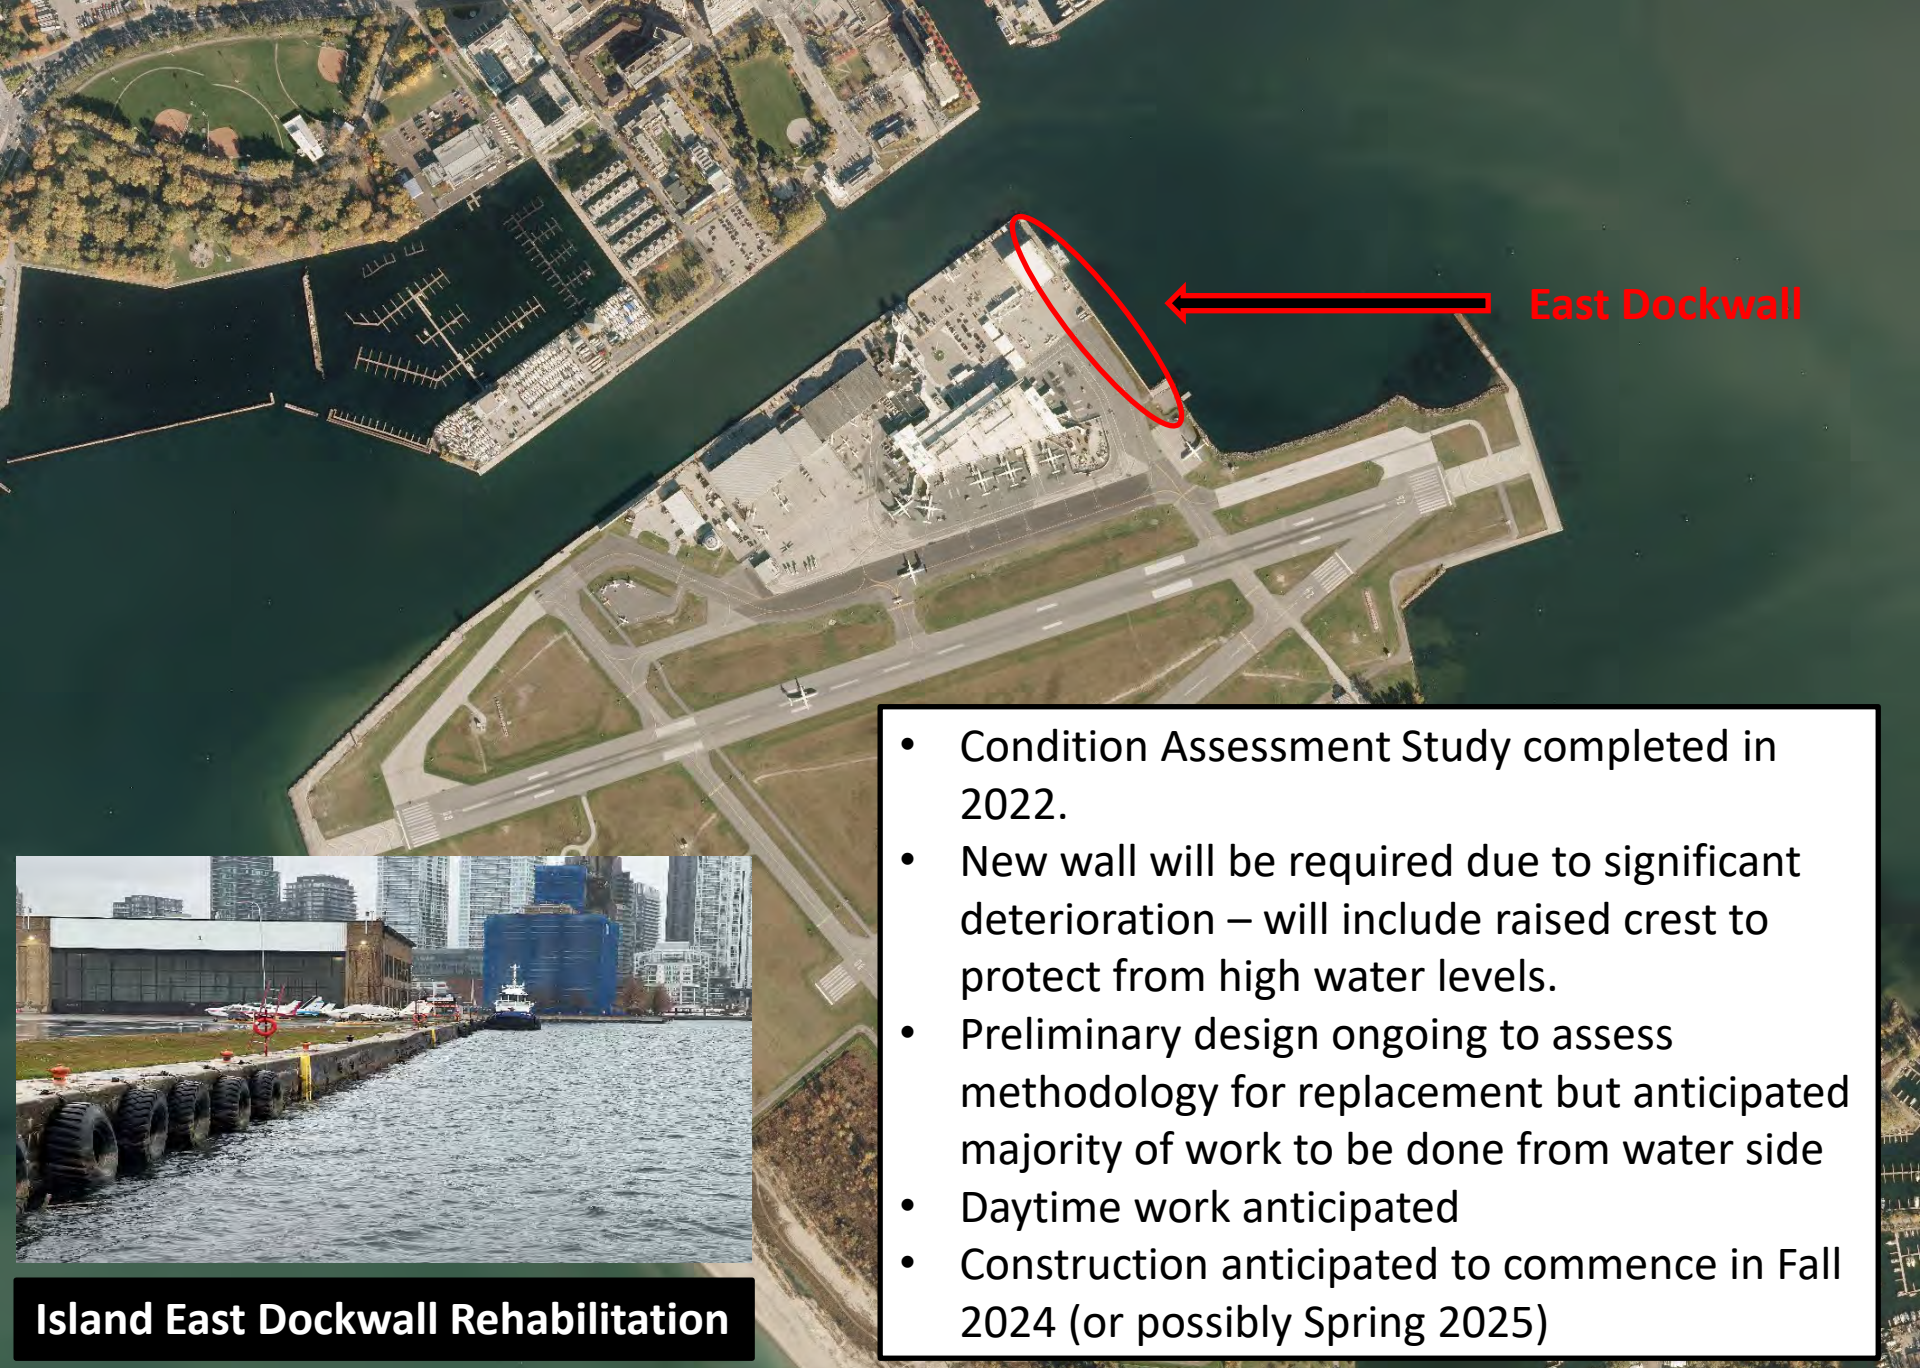 East Dockwall
• Condition Assessment Study completed in
2022.
• New wall will be required due to significant
deterioration – will include raised crest to
protect from high water levels.
• Preliminary design ongoing to assess
methodology for replacement but anticipated
majority of work to be done from water side
• Daytime work anticipated
• Construction anticipated to commence in Fall
2024 (or possibly Spring 2025)
Island East Dockwall Rehabilitation